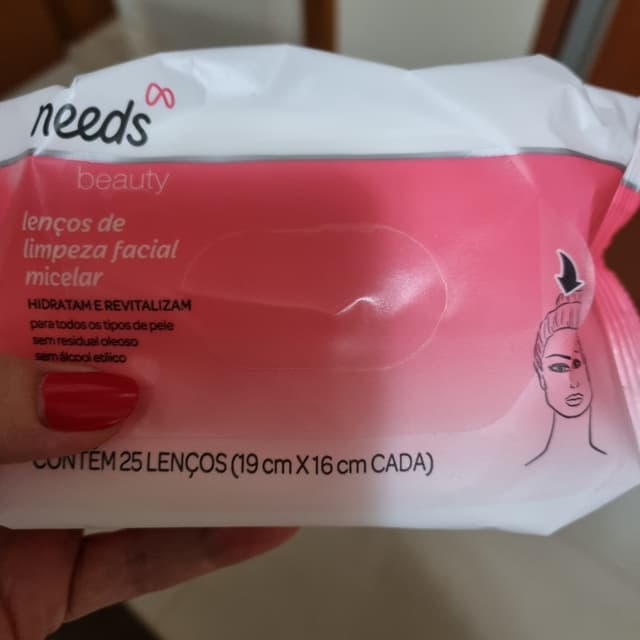 needs
beauty
lenços de
limpeza facial
micelar
HIDRATAM E REVITALIZAM
para todos os tipos de pele
sem residual oleoso
sem álcool etílico
CONTÉM 25 LENÇOS (19 cm X 16 cm CADA)